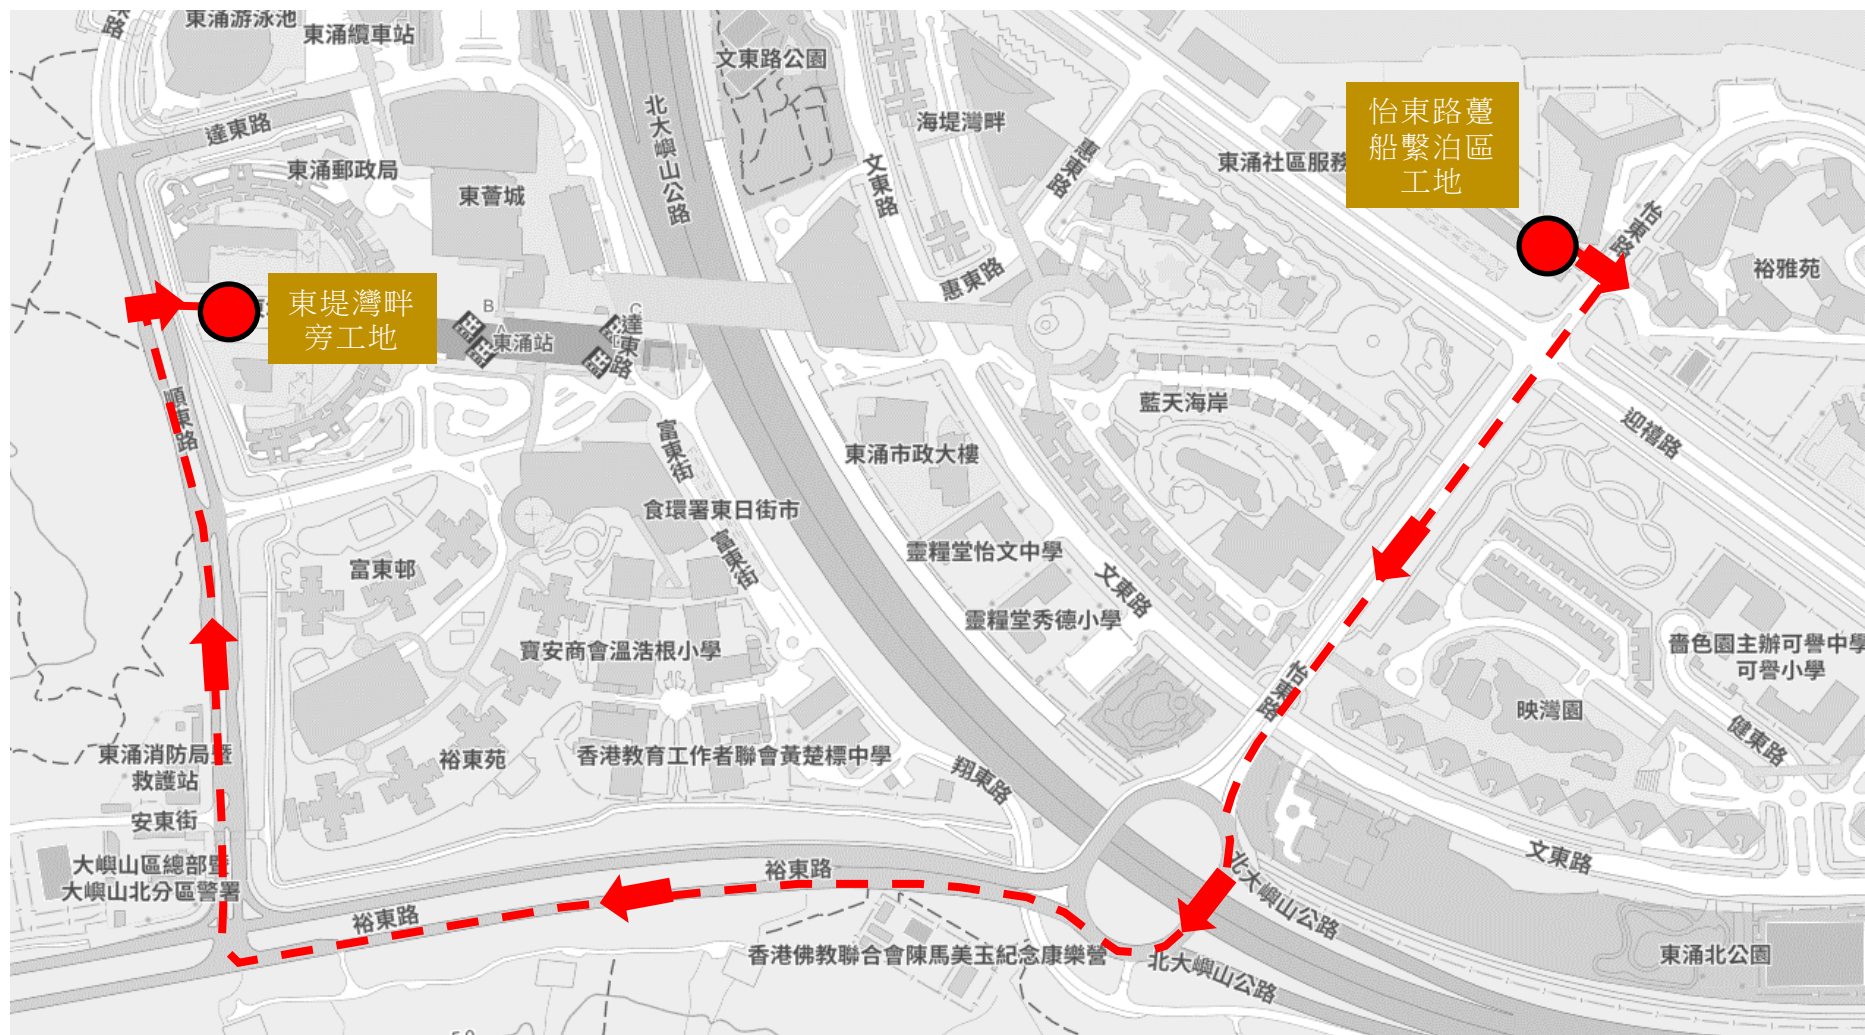 東涌游泳池
東涌纜車站
文東路公園
北大嶼山公路
海堤灣畔
惠東路
東涌社區服務
怡東路躉
船繫泊區
工地
達東路
東涌郵政局
東薈城
文東路
怡東路
裕雅苑
惠東路
東堤灣畔
旁工地
B
A
C
東涌站
達東路
順東路
藍天海岸
迎禧路
富東街
東涌市政大樓
食環署東日街市
富東街
靈糧堂怡文中學
富東邨
文東路
靈糧堂秀德小學
寶安商會溫浩根小學
嗇色園主辦可譽中學
可譽小學
怡東路
映灣園
健東路
東涌消防局暨
救護站
裕東苑
香港教育工作者聯會黃楚標中學
翔東路
安東街
大嶼山區總部暨
大嶼山北分區警署
裕東路
裕東路
北大嶼山公路
文東路
香港佛教聯合會陳馬美玉紀念康樂營
北大嶼山公路
東涌北公園